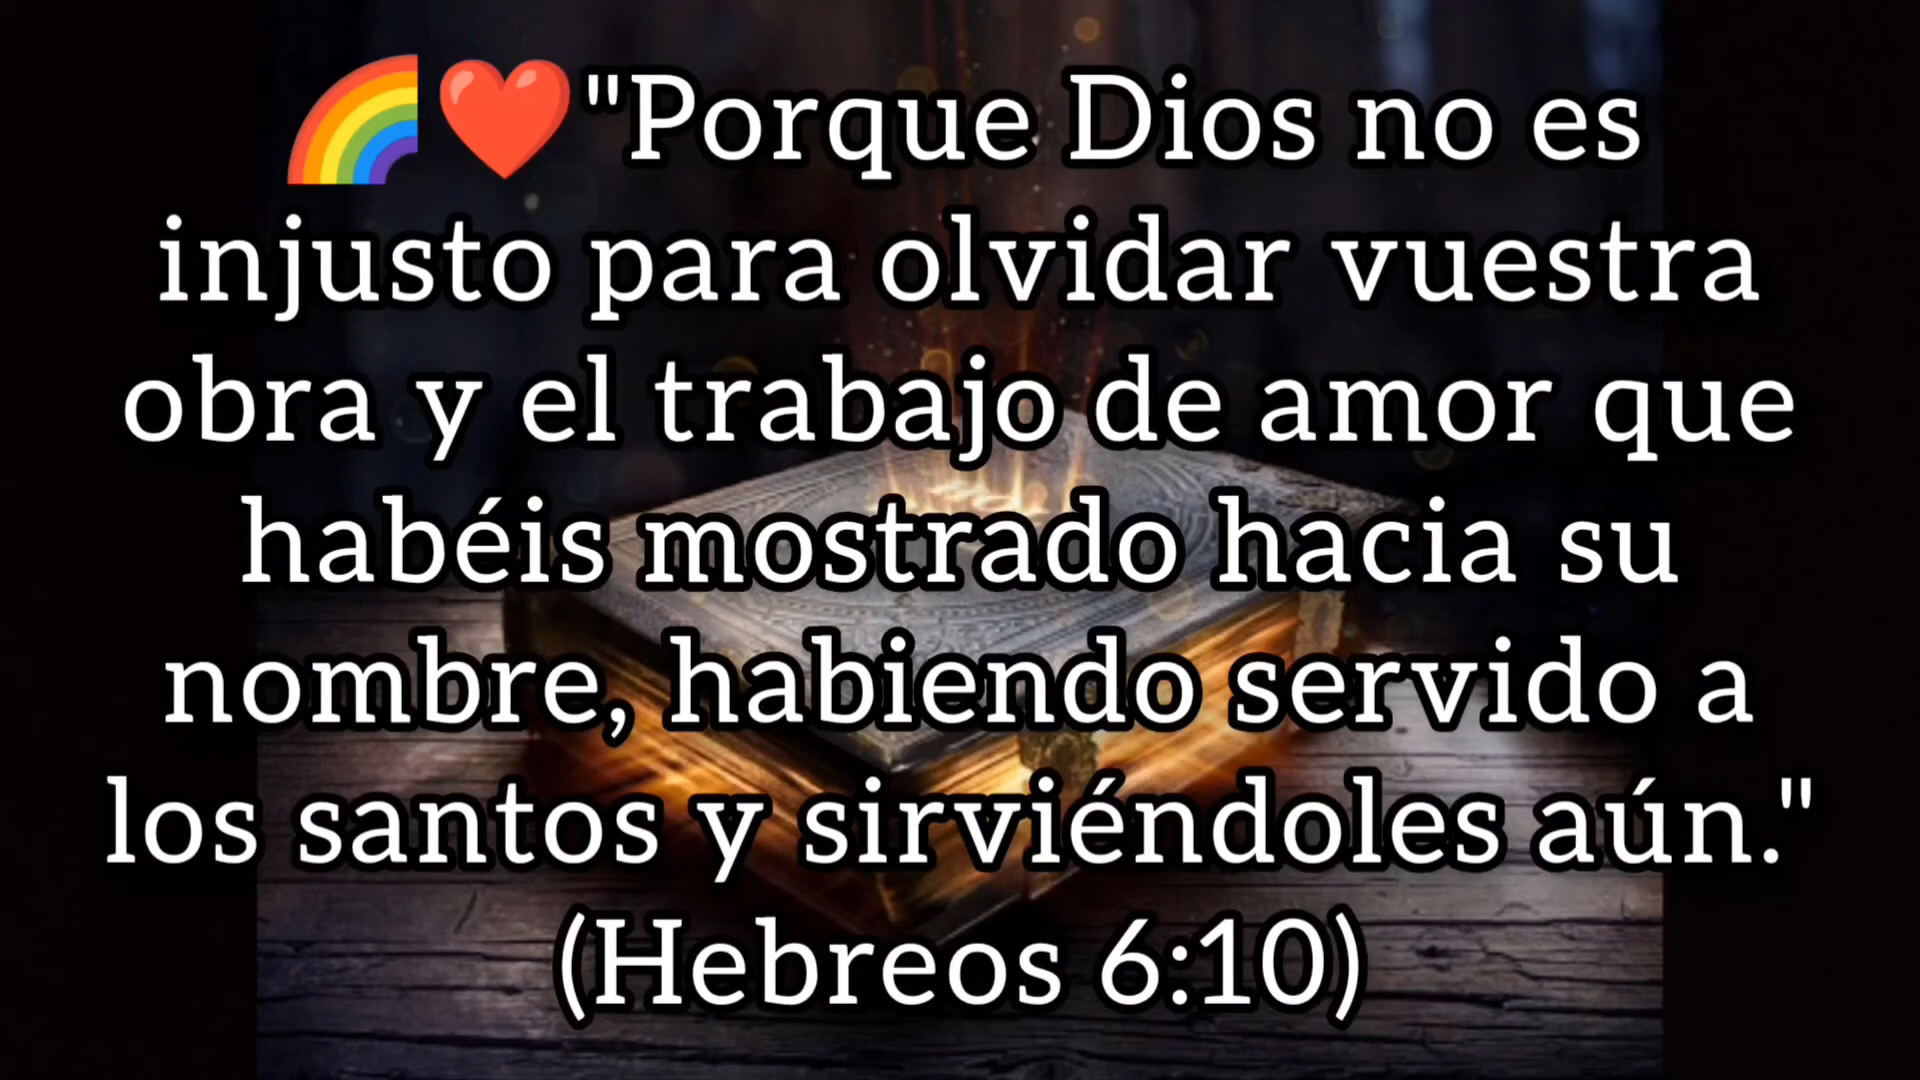 🌈❤️"Porque Dios no es
injusto para olvidar vuestra
obra y el trabajo de amor que
habéis mostrado hacia su
nombre, habiendo servido a
los santos y sirviéndoles aún."
(Hebreos 6:10)